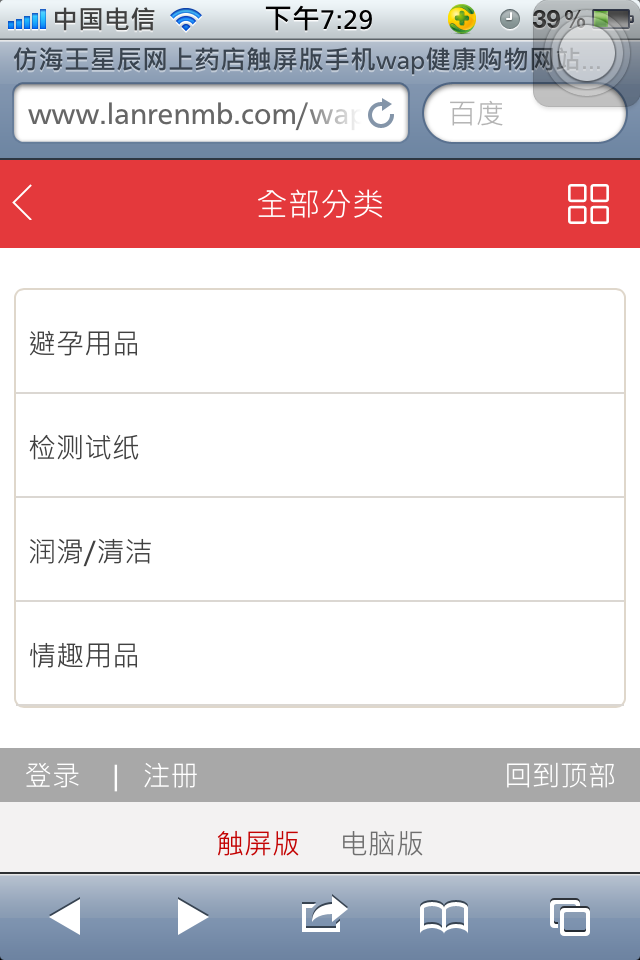 中国电信 下午7:29 39%
仿海王星辰网上药店触屏版手机wap健康购物网站...
www.lanrenmb.com/wap 百度
全部分类
避孕用品
检测试纸
润滑/清洁
情趣用品
登录 | 注册 回到顶部
触屏版 电脑版